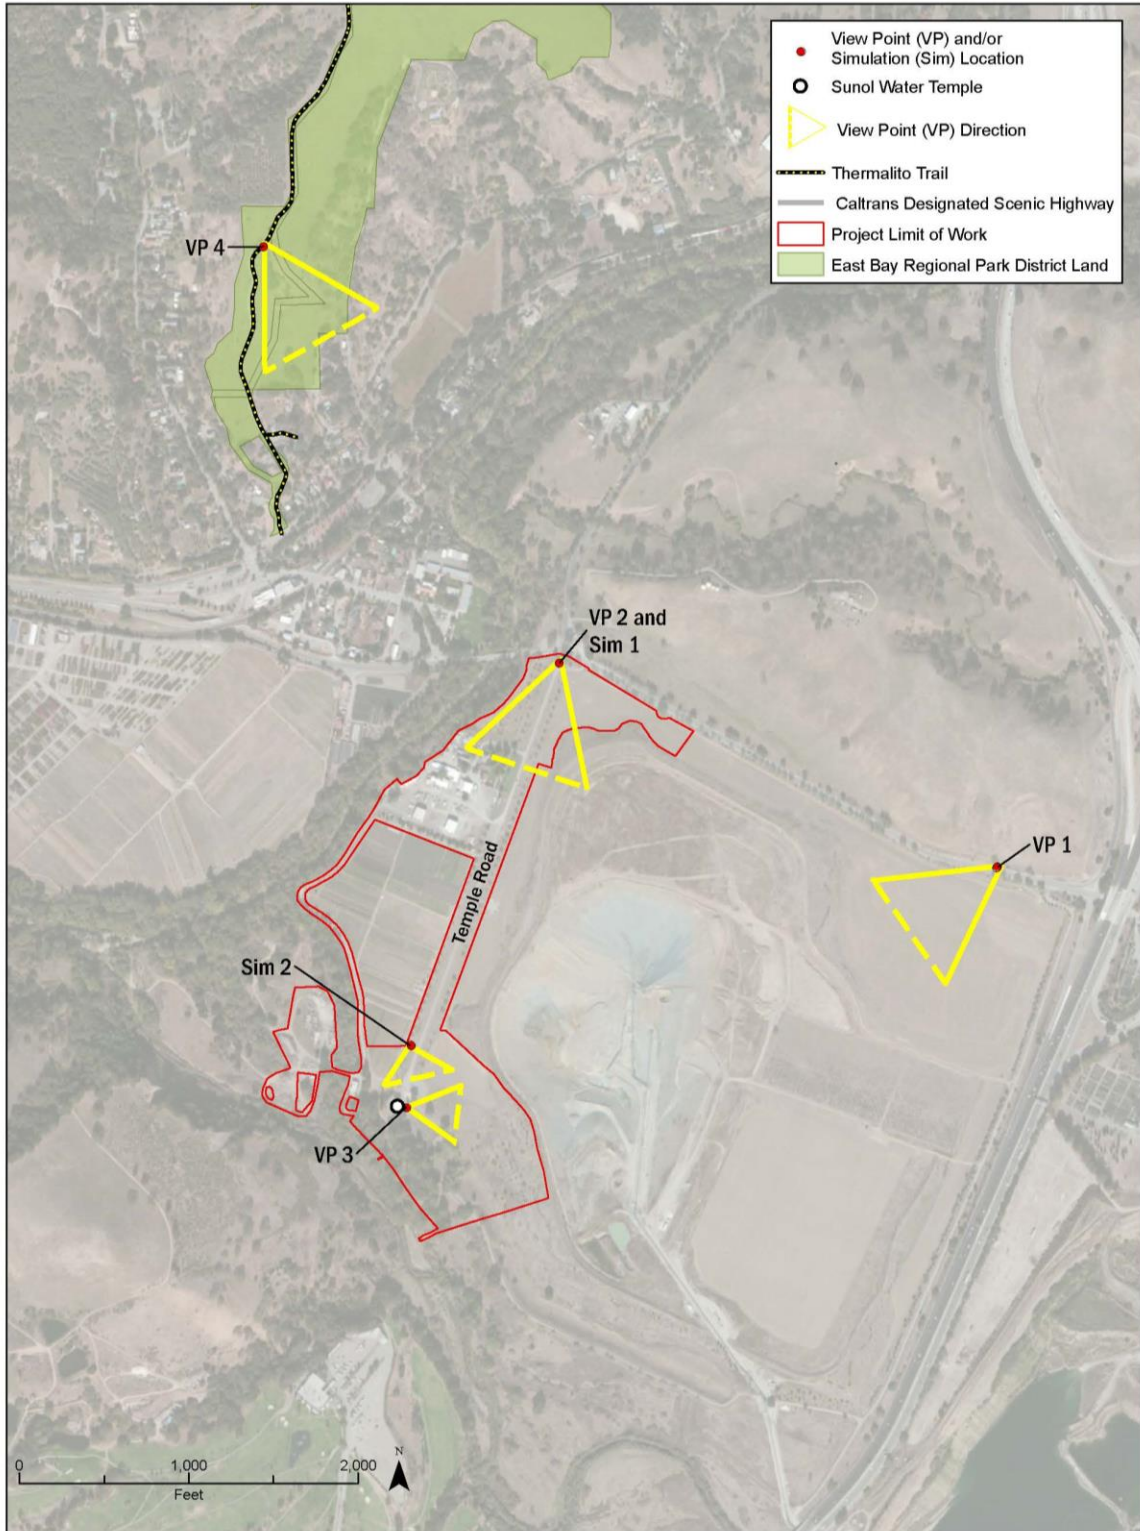 View Point (VP) and/or
Simulation (Sim) Location
Sunol Water Temple
View Point (VP) Direction
Thermalito Trail
Caltrans Designated Scenic Highway
Project Limit of Work
East Bay Regional Park District Land
VP 4
VP 2 and
Sim 1
VP 1
Temple Road
Sim 2
VP 3
N
0 1,000 2,000
Feet